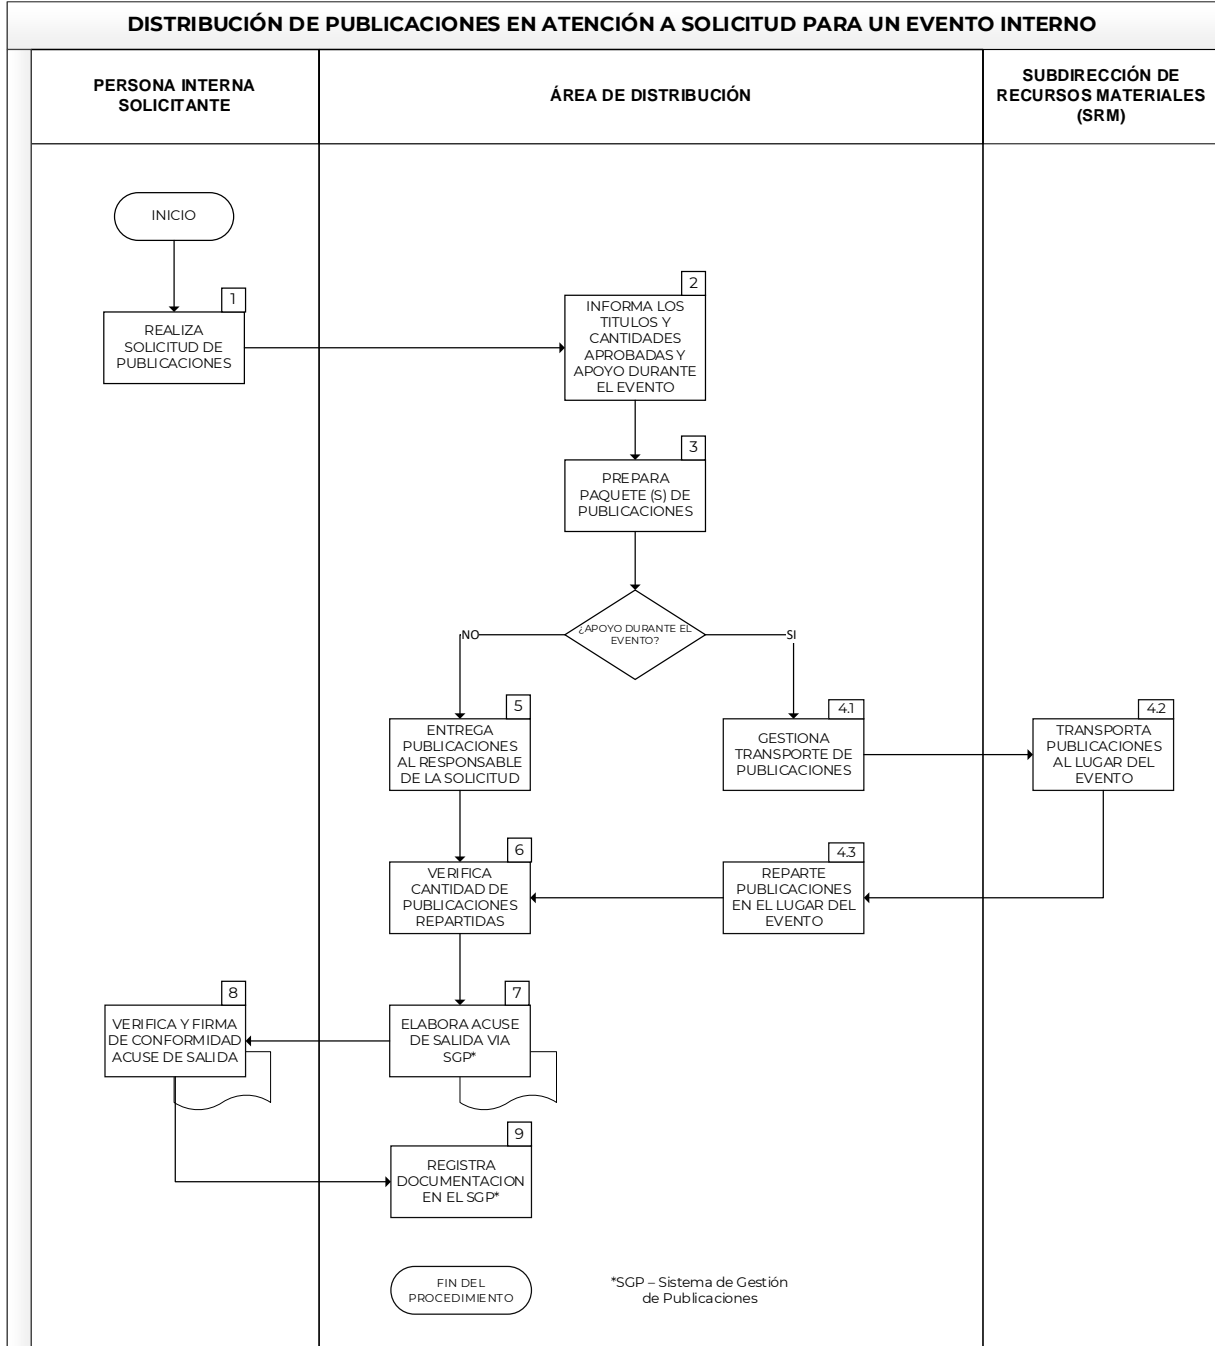 DISTRIBUCIÓN DE PUBLICACIONES EN ATENCIÓN A SOLICITUD PARA UN EVENTO INTERNO
PERSONA INTERNA
SOLICITANTE
ÁREA DE DISTRIBUCIÓN
SUBDIRECCIÓN DE
RECURSOS MATERIALES
(SRM)
INICIO
1
REALIZA
SOLICITUD DE
PUBLICACIONES
2
INFORMA LOS
TITULOS Y
CANTIDADES
APROBADAS Y
APOYO DURANTE
EL EVENTO
3
PREPARA
PAQUETE (S) DE
PUBLICACIONES
¿APOYO DURANTE EL
EVENTO?
NO
SI
5
ENTREGA
PUBLICACIONES
AL RESPONSABLE
DE LA SOLICITUD
4.1
GESTIONA
TRANSPORTE DE
PUBLICACIONES
4.2
TRANSPORTA
PUBLICACIONES
AL LUGAR DEL
EVENTO
6
VERIFICA
CANTIDAD DE
PUBLICACIONES
REPARTIDAS
4.3
REPARTE
PUBLICACIONES
EN EL LUGAR DEL
EVENTO
8
VERIFICA Y FIRMA
DE CONFORMIDAD
ACUSE DE SALIDA
7
ELABORA ACUSE
DE SALIDA VIA
SGP*
9
REGISTRA
DOCUMENTACION
EN EL SGP*
FIN DEL
PROCEDIMIENTO
*SGP – Sistema de Gestión
de Publicaciones